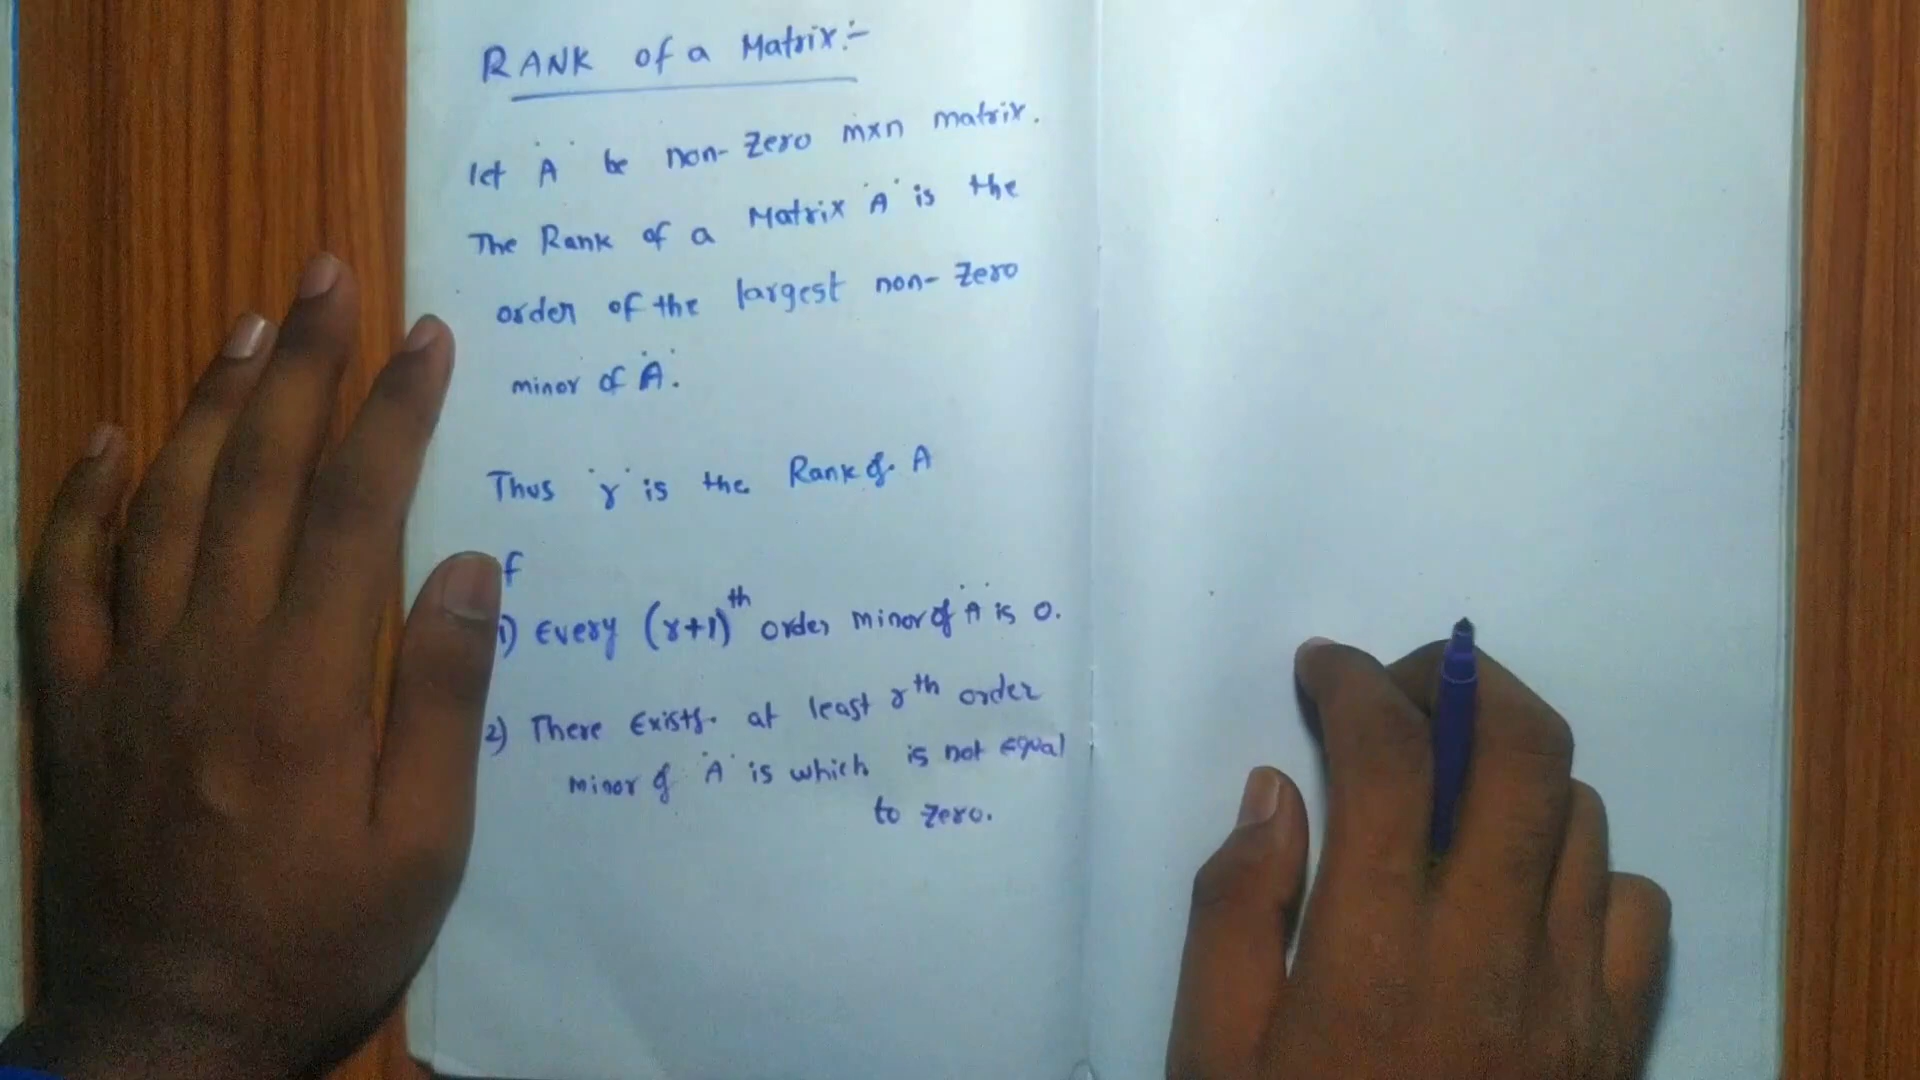 RANK of a Matrix:-
let 'A' be non-zero mxn matrix.
The Rank of a Matrix 'A' is the
order of the largest non-zero
minor of 'A'.
Thus 'r' is the Rank of A
f
1) Every (r+1)th order minor of 'A' is 0.
2) There Exists at least rth order
minor of 'A' is which is not equal
to zero.